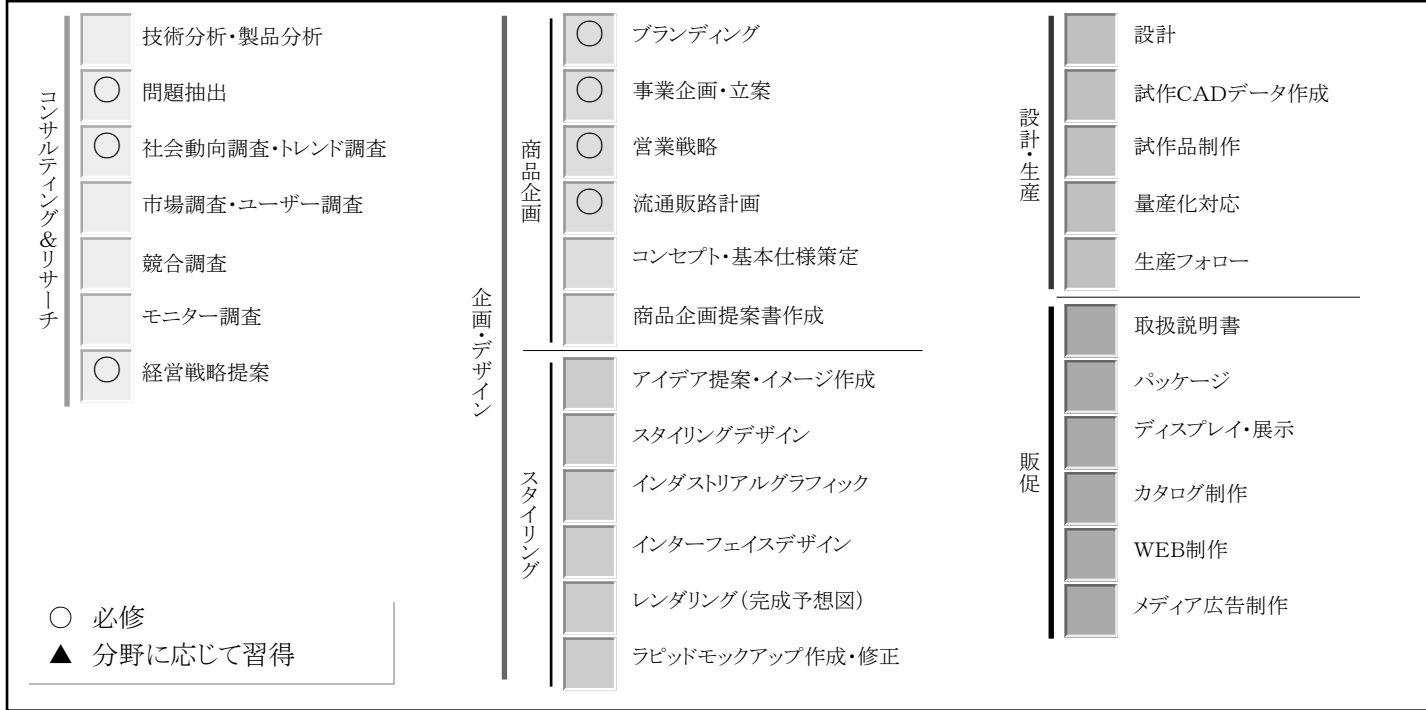 コンサルティング&リサーチ
技術分析・製品分析
○ 問題抽出
○ 社会動向調査・トレンド調査
市場調査・ユーザー調査
競合調査
モニター調査
○ 経営戦略提案
企画・デザイン
商品企画
○ ブランディング
○ 事業企画・立案
○ 営業戦略
○ 流通販路計画
コンセプト・基本仕様策定
商品企画提案書作成
スタイリング
アイデア提案・イメージ作成
スタイリングデザイン
インダストリアルグラフィック
インターフェイスデザイン
レンダリング(完成予想図)
ラピッドモックアップ作成・修正
設計・生産
設計
試作CADデータ作成
試作品制作
量産化対応
生産フォロー
販促
取扱説明書
パッケージ
ディスプレイ・展示
カタログ制作
WEB制作
メディア広告制作
○ 必修
▲ 分野に応じて習得